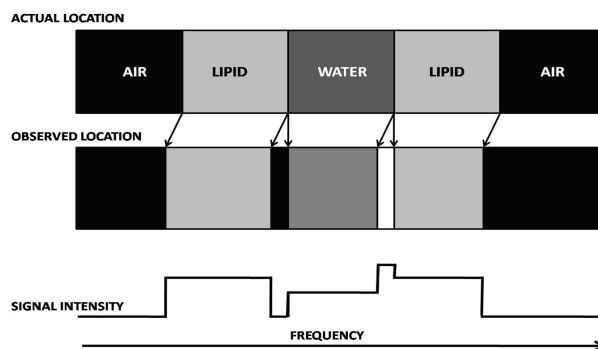 ACTUAL LOCATION
AIR LIPID WATER LIPID AIR
OBSERVED LOCATION
SIGNAL INTENSITY
FREQUENCY